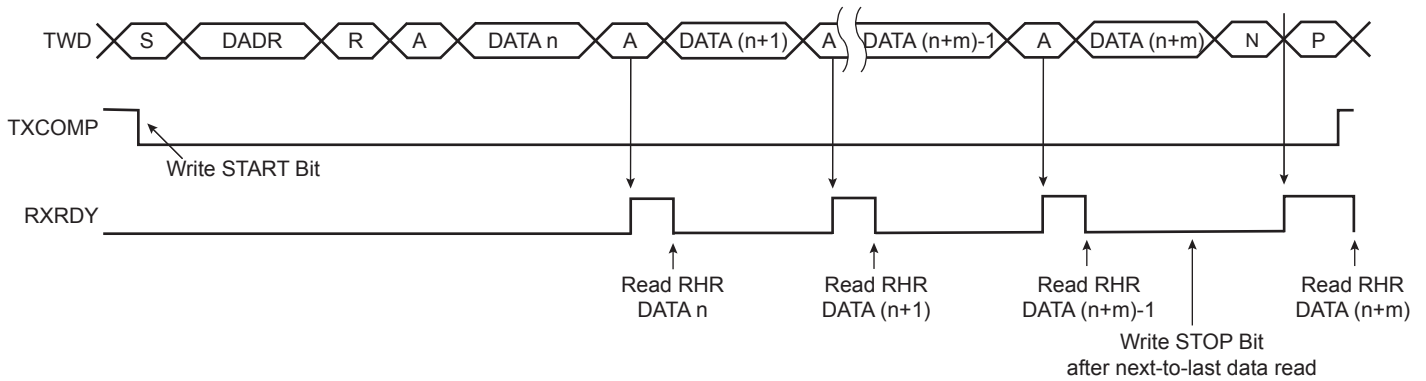 TWD S DADR R A DATA n A DATA (n+1) A DATA (n+m)-1 A DATA (n+m) N P
TXCOMP
Write START Bit
RXRDY
Read RHR Read RHR Read RHR Read RHR
DATA n DATA (n+1) DATA (n+m)-1 DATA (n+m)
Write STOP Bit
after next-to-last data read